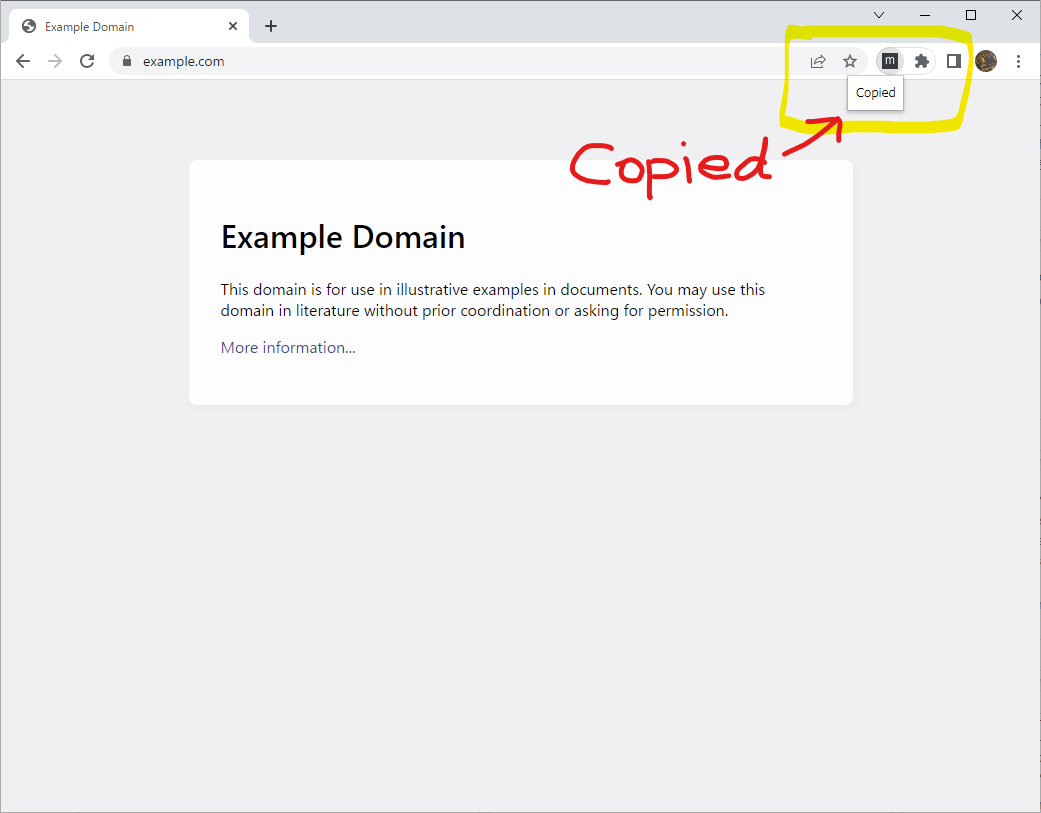 Example Domain
example.com
m
Copied
Copied
Example Domain
This domain is for use in illustrative examples in documents. You may use this
domain in literature without prior coordination or asking for permission.
More information...